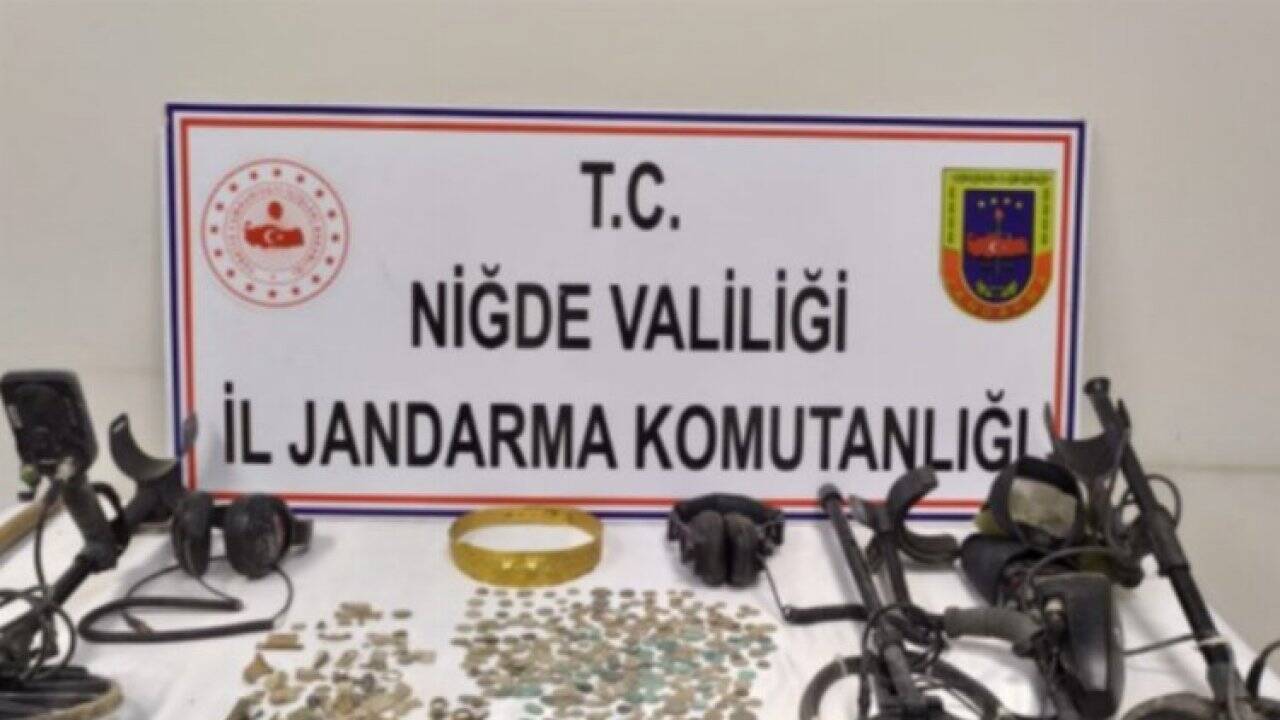 T.C.
NİĞDE VALİLİĞİ
İL JANDARMA KOMUTANLIĞI